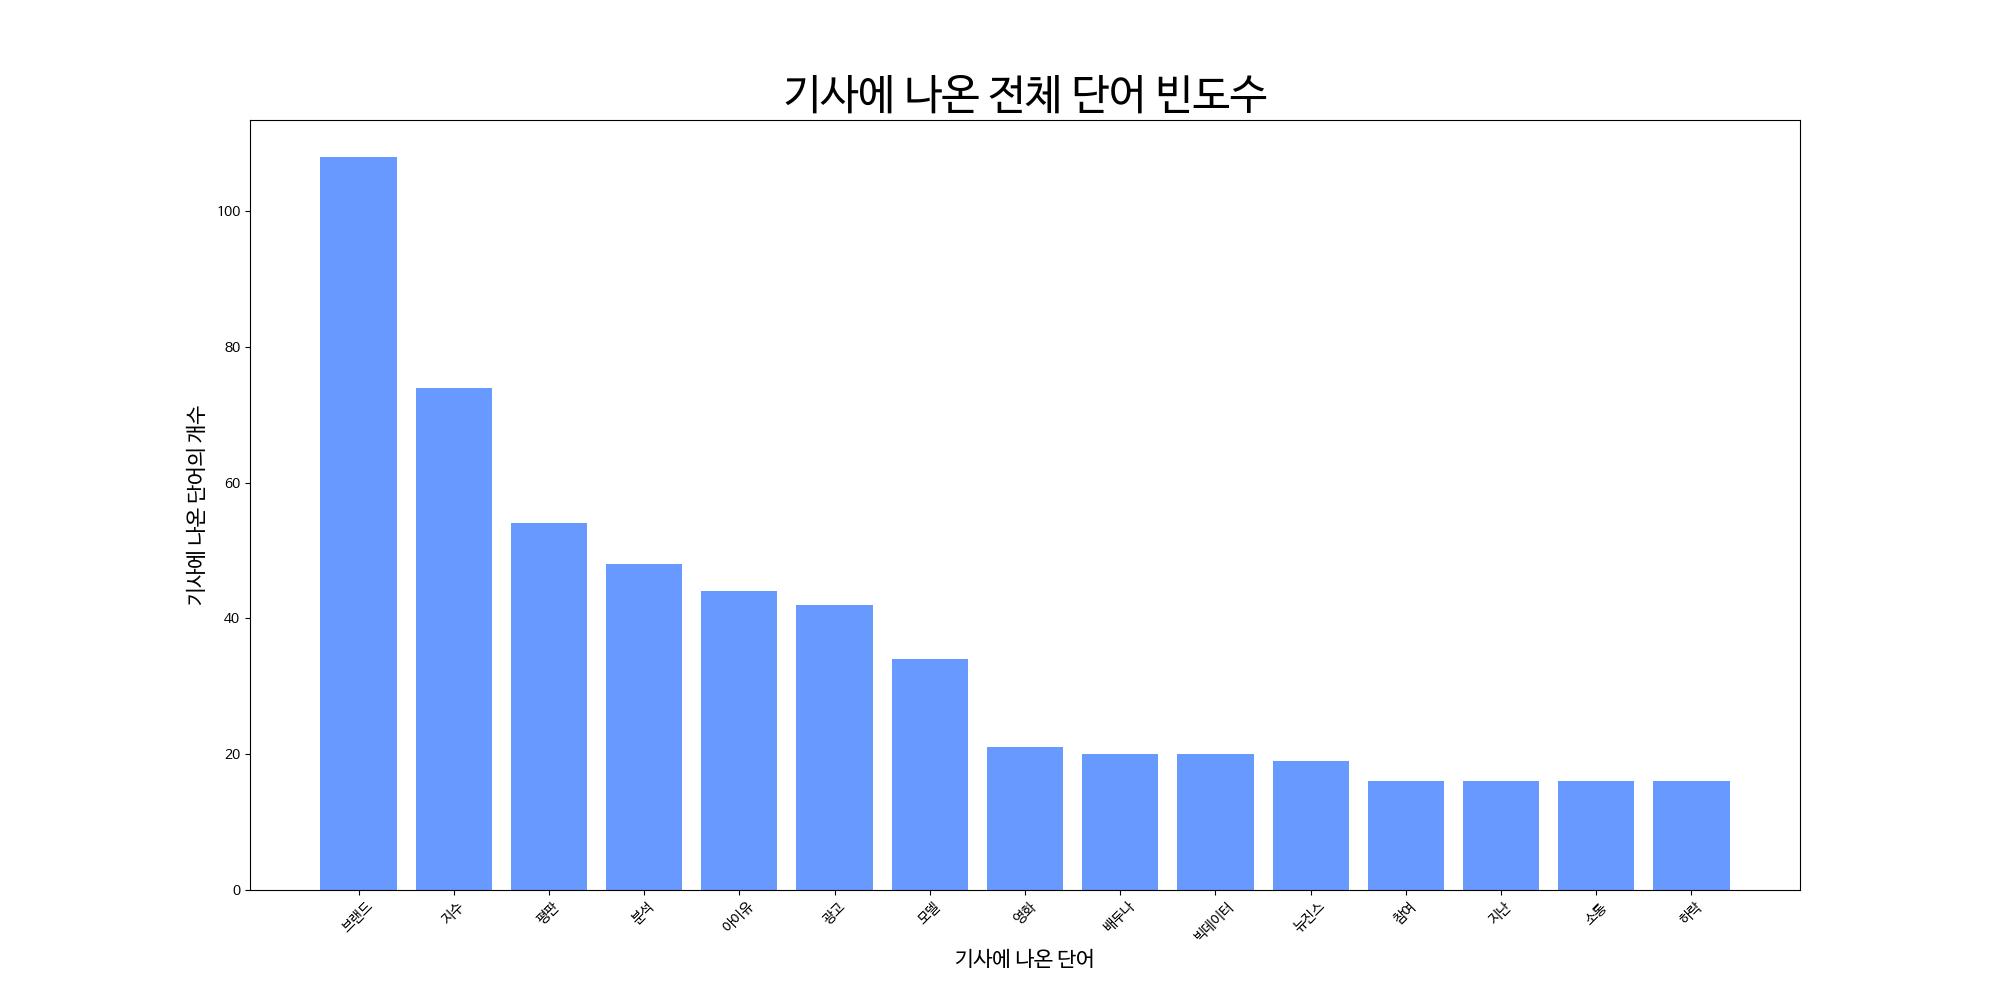 기사에 나온 전체 단어 빈도수
기사에 나온 단어의 개수
100
80
60
40
20
0
브랜드
지수
평판
분석
아이유
광고
모델
영화
배두나
빅데이터
뉴진스
참여
지난
소통
하락
기사에 나온 단어